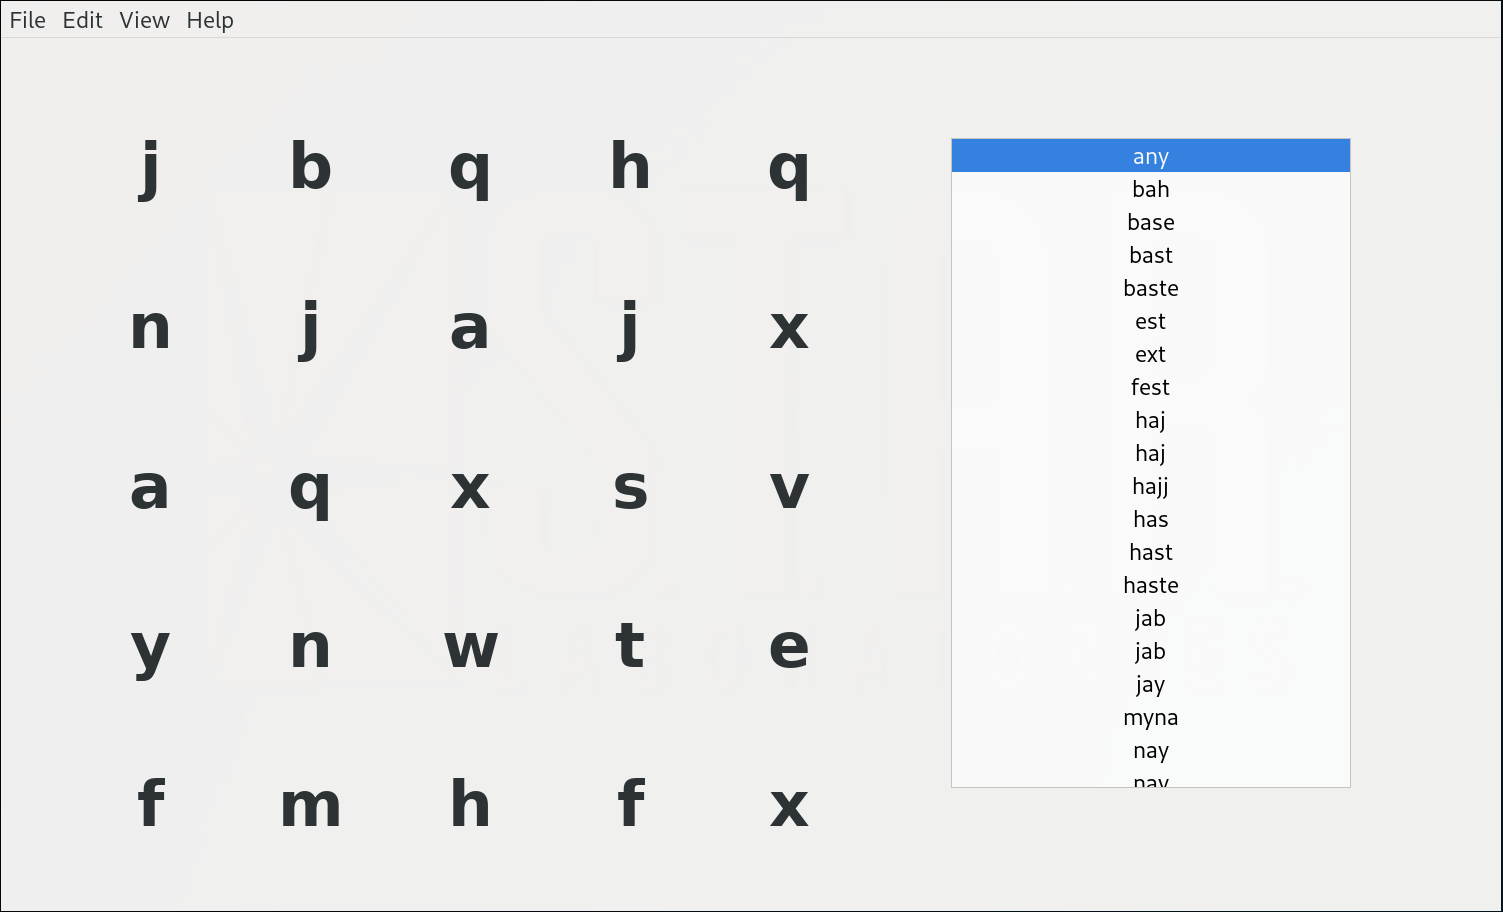 File Edit View Help
j b q h q
n j a j x
a q x s v
y n w t e
f m h f x
any
bah
base
bast
baste
est
ext
fest
haj
haj
hajj
has
hast
haste
jab
jab
jay
myna
nay